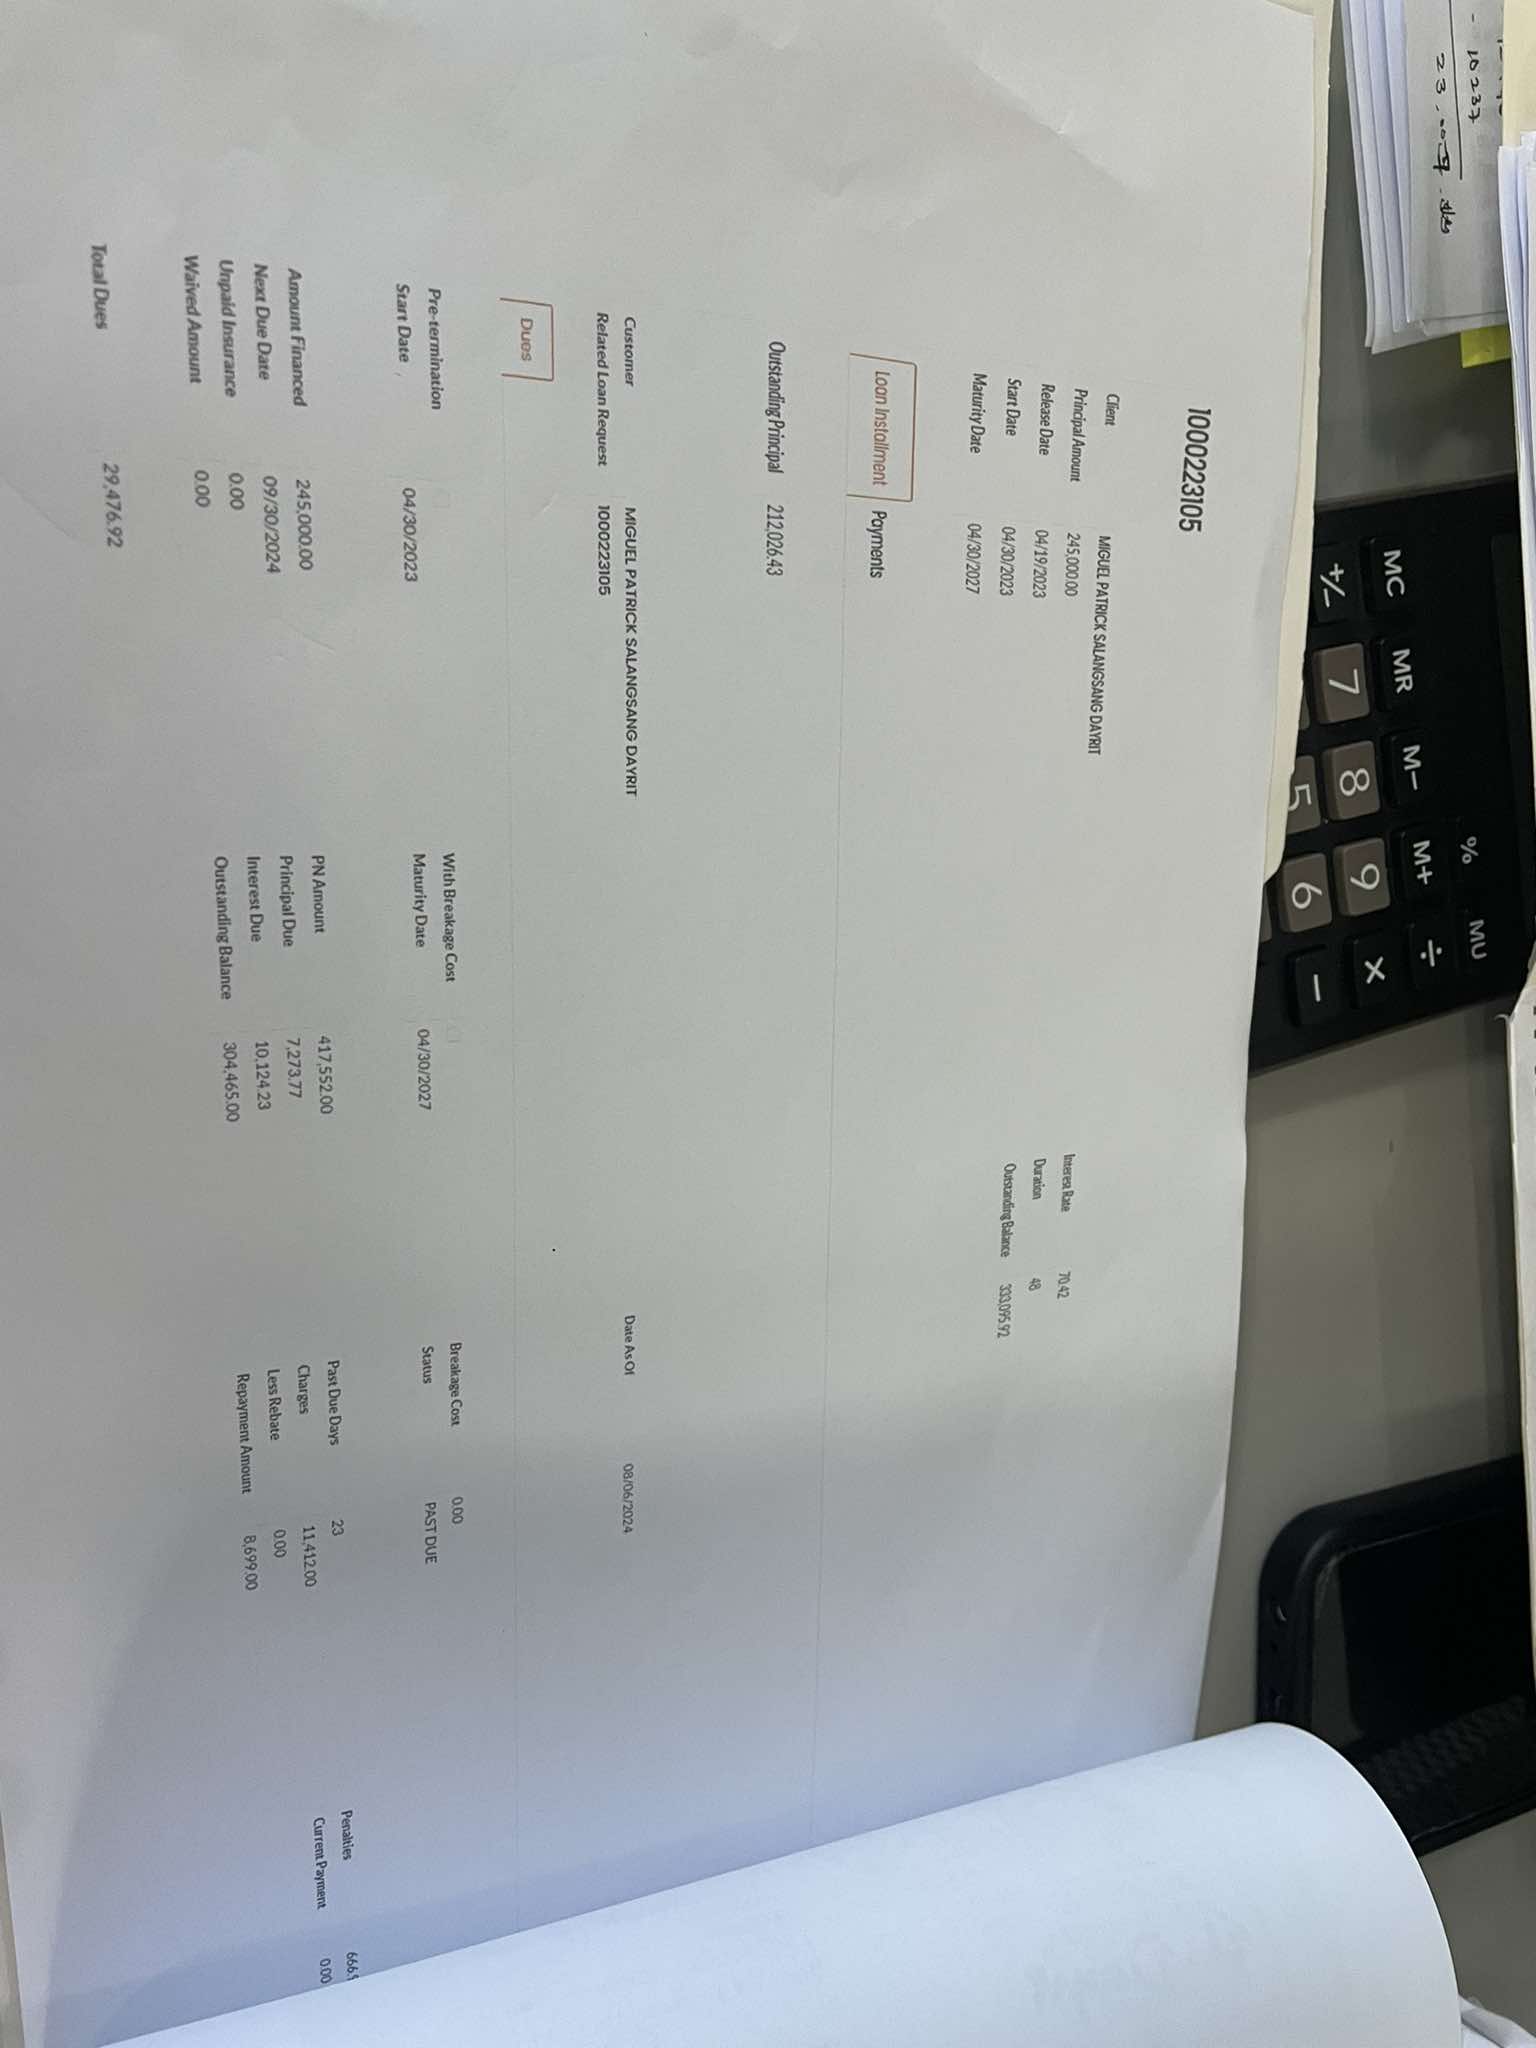 1000223105
Client MIGUEL PATRICK SALANGSANG DAYRIT
Principal Amount 245,000.00 Interest Rate 70.42
Release Date 04/19/2023 Duration 48
Start Date 04/30/2023 Outstanding Balance 333,095.92
Maturity Date 04/30/2027
Loan Installment Payments
Outstanding Principal 212,026.43
Customer MIGUEL PATRICK SALANGSANG DAYRIT Date As Of 08/06/2024
Related Loan Request 1000223105
Dues
Pre-termination With Breakage Cost Breakage Cost 0.00
Start Date 04/30/2023 Maturity Date 04/30/2027 Status PAST DUE
Amount Financed 245,000.00 PN Amount 417,552.00 Past Due Days 23 Penalties
Next Due Date 09/30/2024 Principal Due 7,273.77 Charges 11,412.00 Current Payment 0.00
Unpaid Insurance 0.00 Interest Due 10,124.23 Less Rebate 0.00
Waived Amount 0.00 Outstanding Balance 304,465.00 Repayment Amount 8,699.00
Total Dues 29,476.92
- 10237
MU
%
MC MR M- M+ ÷
+/- 7 8 9 ×
5 6 -